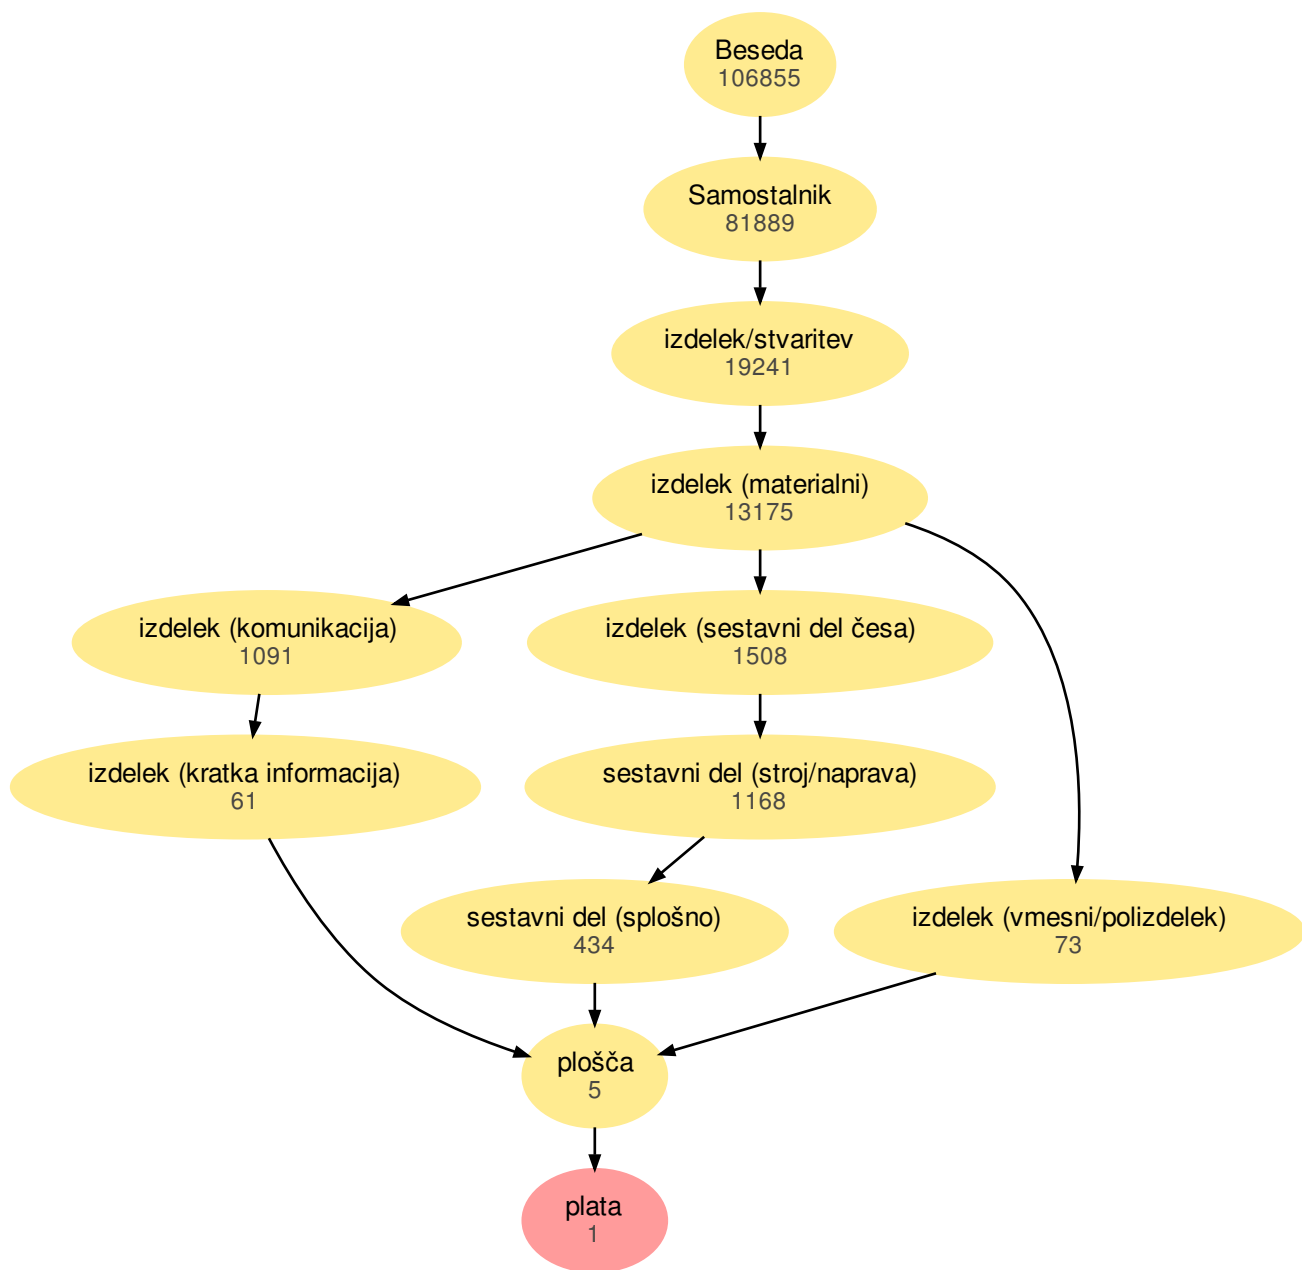 Beseda
106855
Samostalnik
81889
izdelek/stvaritev
19241
izdelek (materialni)
13175
izdelek (komunikacija)
1091
izdelek (sestavni del česa)
1508
izdelek (kratka informacija)
61
sestavni del (stroj/naprava)
1168
sestavni del (splošno)
434
izdelek (vmesni/polizdelek)
73
plošča
5
plata
1